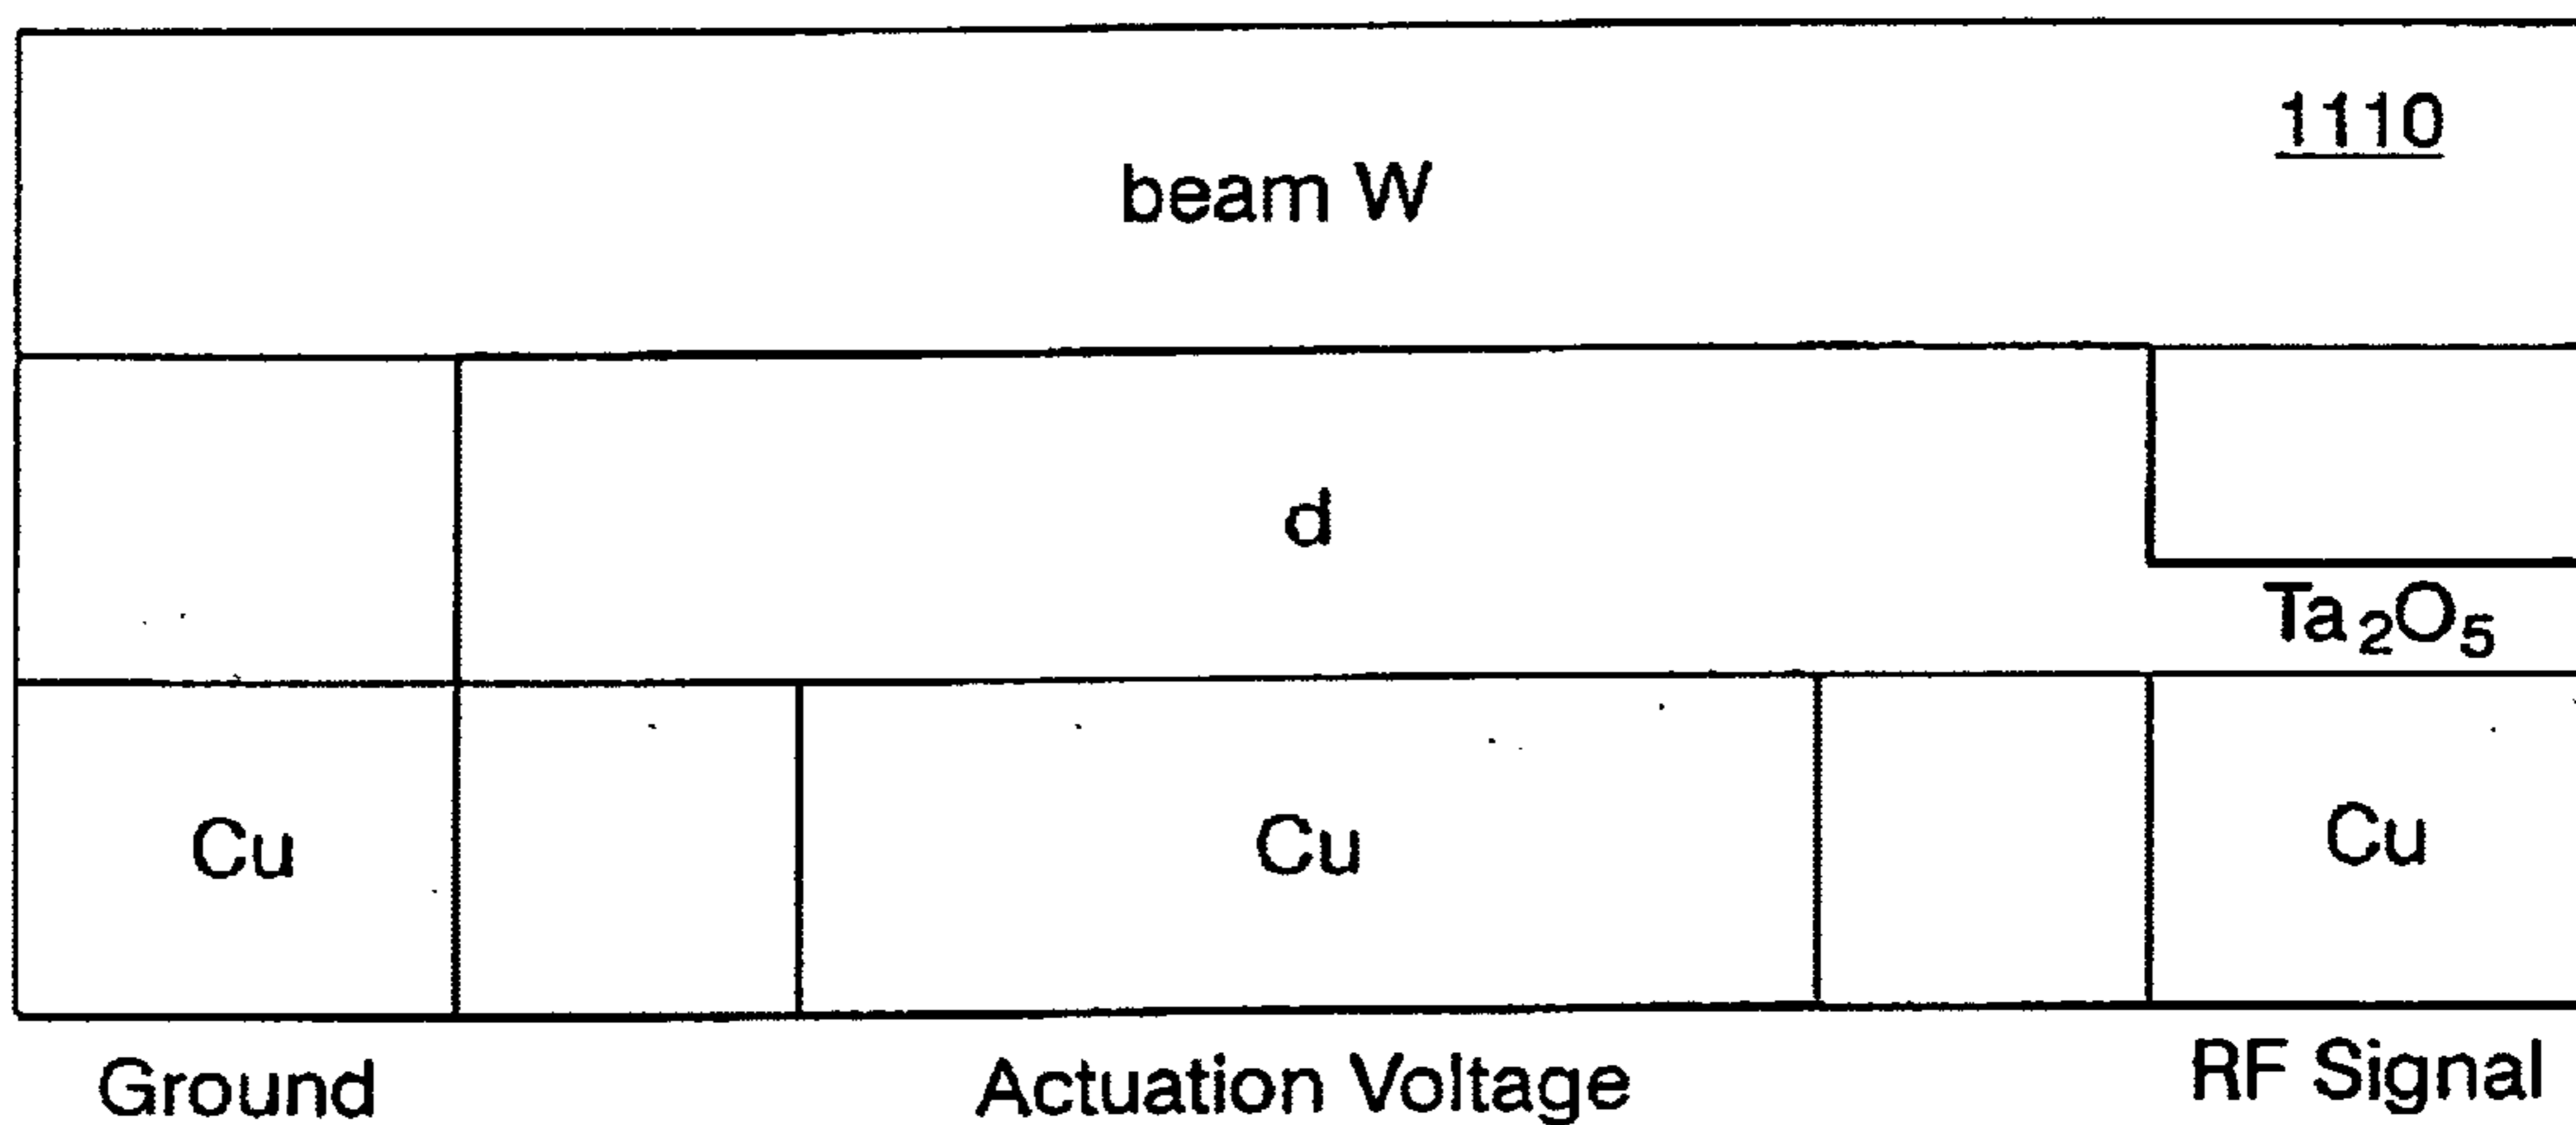 1110
beam W
d
Ta₂O₅
Cu
Cu
Cu
Ground
Actuation Voltage
RF Signal